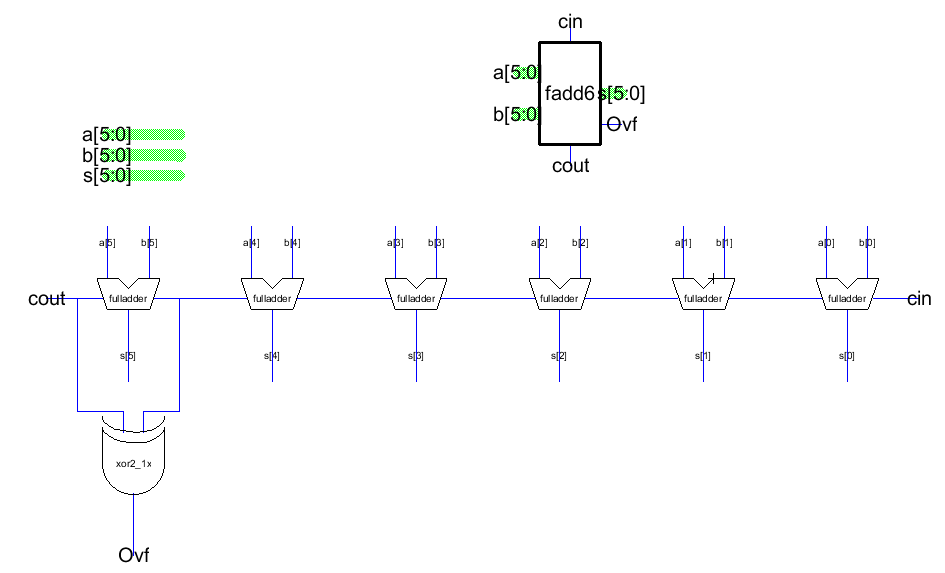 cin
a[5:0]
fadd6
s[5:0]
b[5:0]
Ovf
cout
a[5:0]
b[5:0]
s[5:0]
a[5] b[5] a[4] b[4] a[3] b[3] a[2] b[2] a[1] b[1] a[0] b[0]
cout fulladder fulladder fulladder fulladder fulladder fulladder cin
s[5] s[4] s[3] s[2] s[1] s[0]
xor2_1x
Ovf